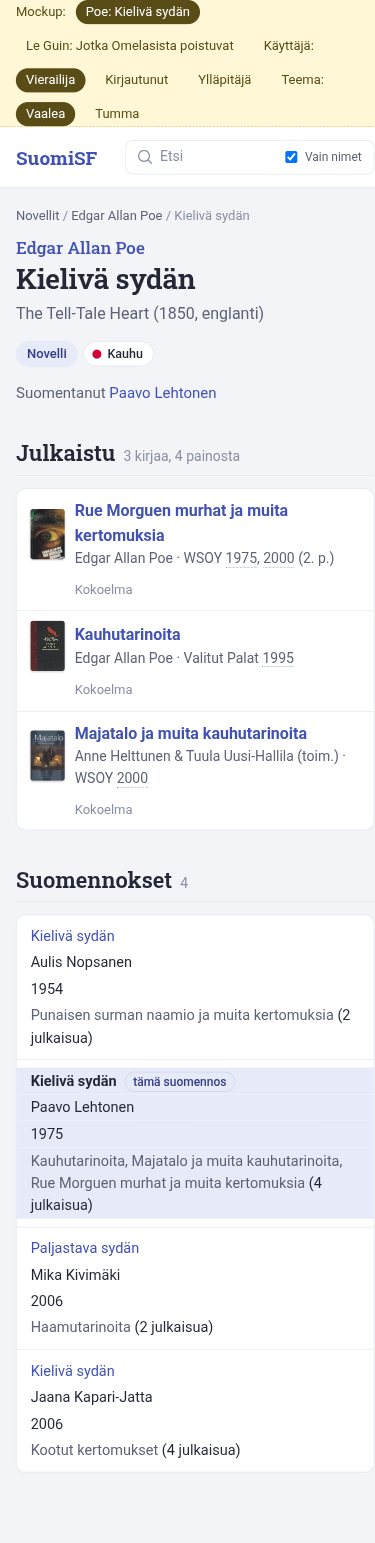 Mockup: Poe: Kielivä sydän
Le Guin: Jotka Omelasista poistuvat Käyttäjä:
Vierailija Kirjautunut Ylläpitäjä Teema:
Vaalea Tumma
SuomiSF Etsi Vain nimet
Novellit / Edgar Allan Poe / Kielivä sydän
Edgar Allan Poe
Kielivä sydän
The Tell-Tale Heart (1850, englanti)
Novelli Kauhu
Suomentanut Paavo Lehtonen
Julkaistu 3 kirjaa, 4 painosta
Rue Morguen murhat ja muita
kertomuksia
Edgar Allan Poe · WSOY 1975, 2000 (2. p.)
Kokoelma
Kauhutarinoita
Edgar Allan Poe · Valitut Palat 1995
Kokoelma
Majatalo
Majatalo ja muita kauhutarinoita
Anne Helttunen & Tuula Uusi-Hallila (toim.) ·
WSOY 2000
Kokoelma
Suomennokset 4
Kielivä sydän
Aulis Nopsanen
1954
Punaisen surman naamio ja muita kertomuksia (2
julkaisua)
Kielivä sydän tämä suomennos
Paavo Lehtonen
1975
Kauhutarinoita, Majatalo ja muita kauhutarinoita,
Rue Morguen murhat ja muita kertomuksia (4
julkaisua)
Paljastava sydän
Mika Kivimäki
2006
Haamutarinoita (2 julkaisua)
Kielivä sydän
Jaana Kapari-Jatta
2006
Kootut kertomukset (4 julkaisua)